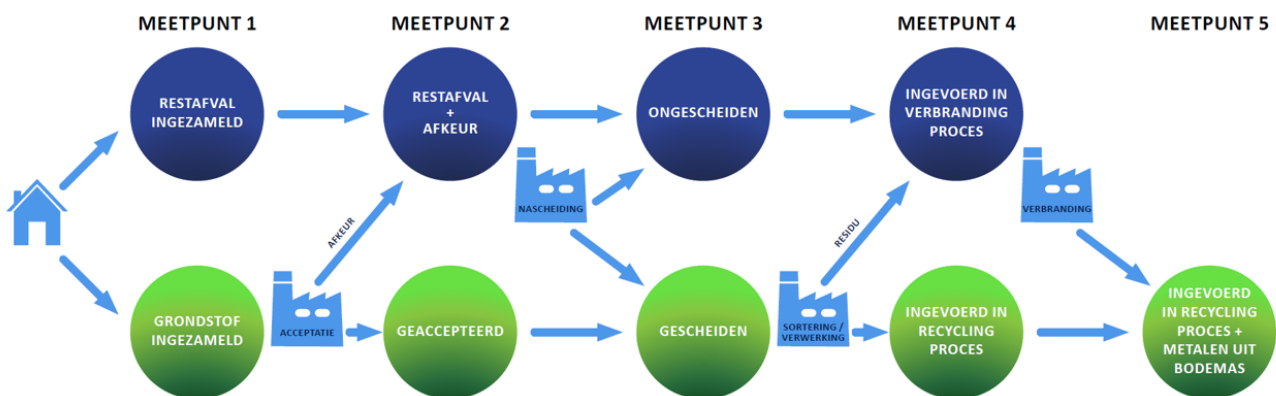 MEETPUNT 1
MEETPUNT 2
MEETPUNT 3
MEETPUNT 4
MEETPUNT 5
RESTAFVAL
INGEZAMELD
RESTAFVAL
+
AFKEUR
ONGESCHEIDEN
INGEVOERD IN
VERBRANDING
PROCES
NASCHEIDING
VERBRANDING
AFKEUR
RESIDU
GRONDSTOF
INGEZAMELD
ACCEPTATIE
GEACCEPTEERD
GESCHEIDEN
SORTERING /
VERWERKING
INGEVOERD IN
RECYCLING
PROCES
INGEVOERD
IN RECYCLING
PROCES +
METALEN UIT
BODEMAS